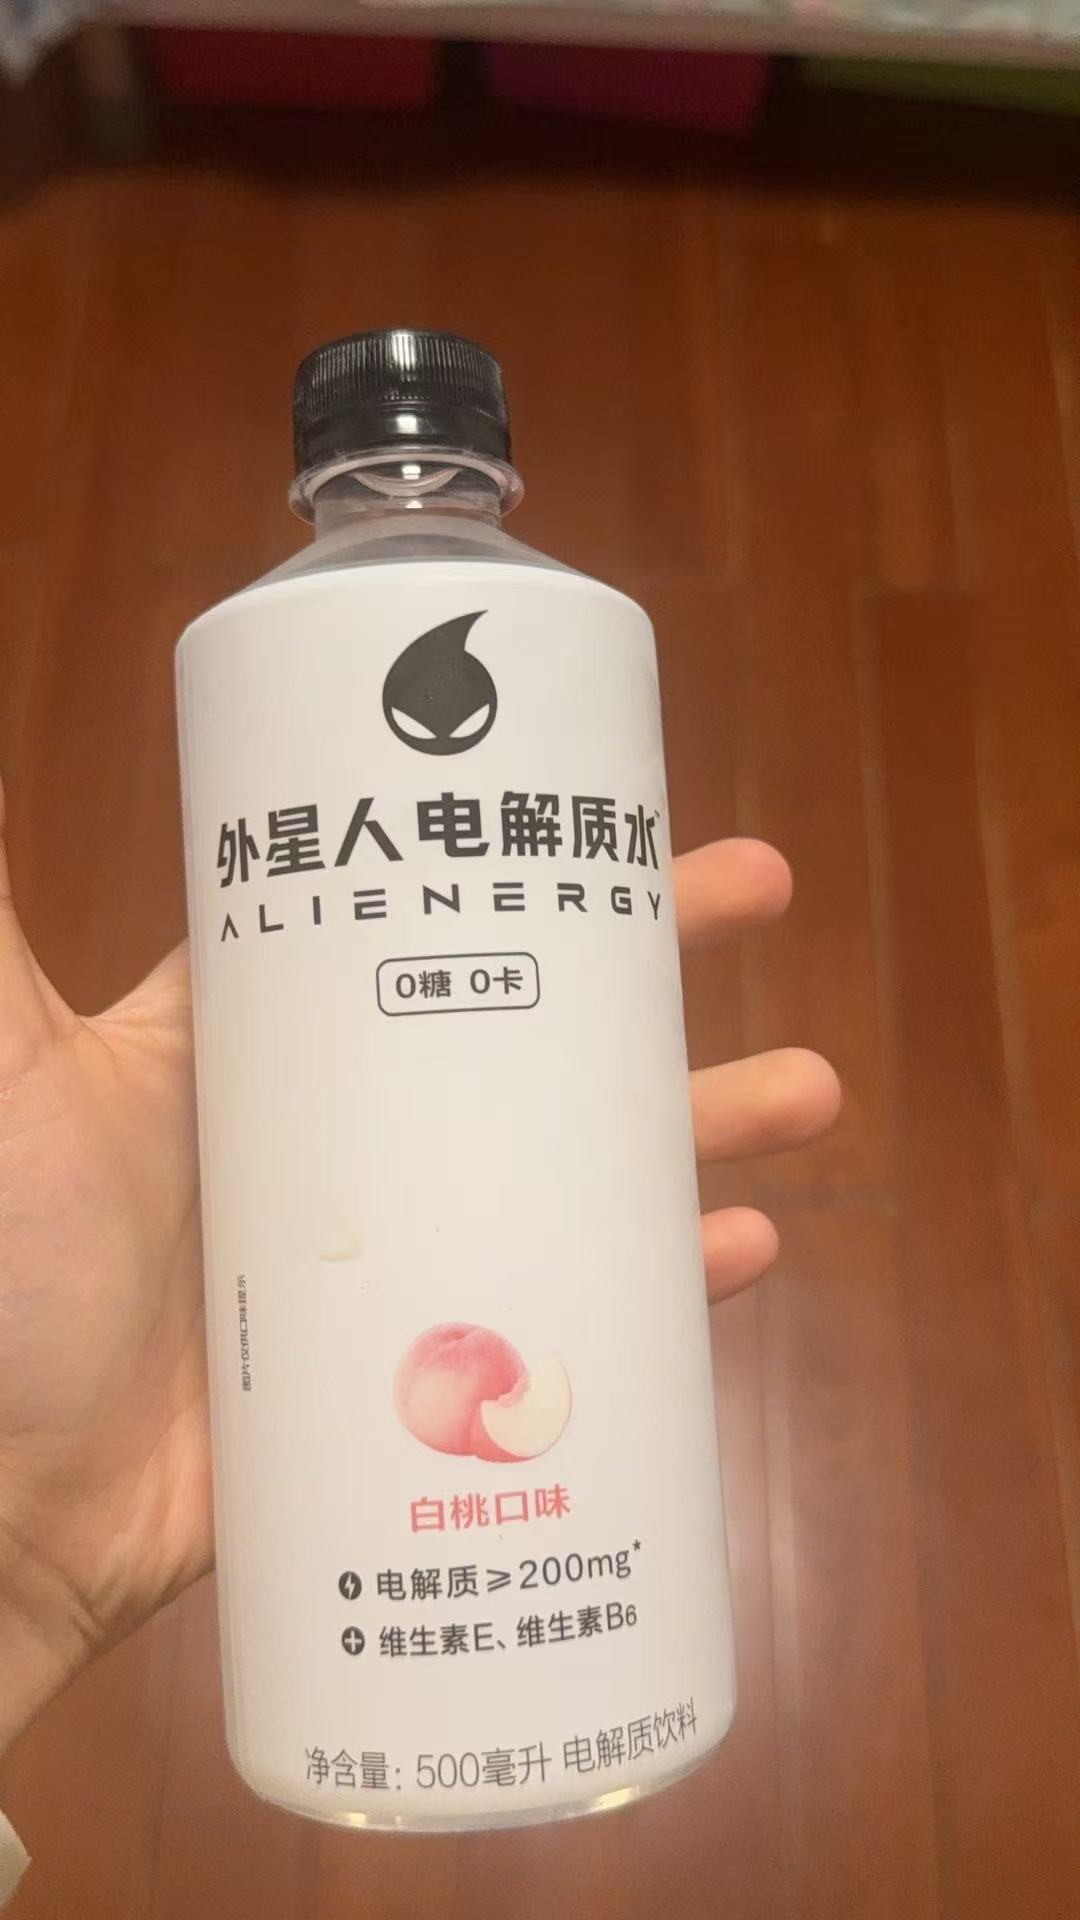 外星人电解质水
ALIENERGY
0糖 0卡
图片仅供口味提示
白桃口味
电解质≥200mg*
维生素E、维生素B6
净含量：500毫升 电解质饮料